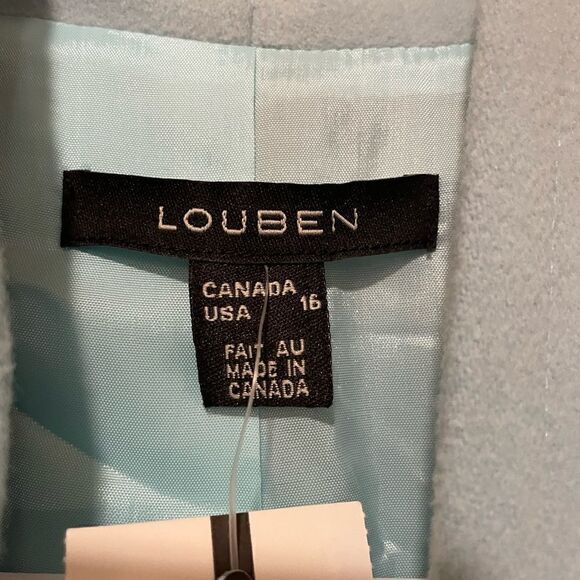 LOUBEN
CANADA
USA 16
FAIT AU
MADE IN
CANADA